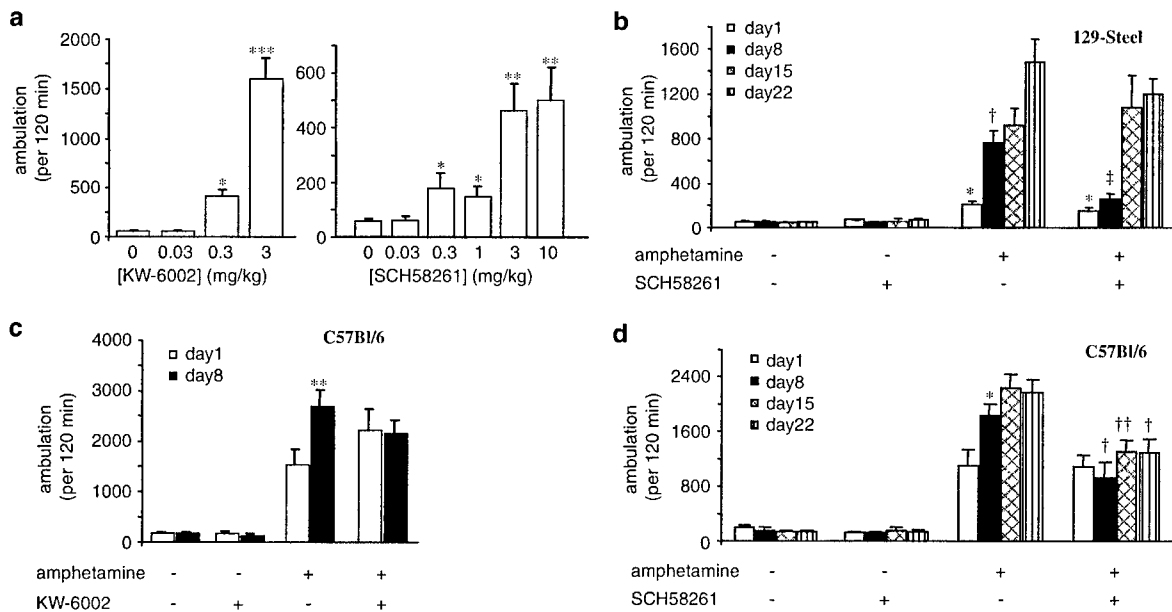 a
ambulation
(per 120 min)
2000
1500
1000
500
0
*
***
0 0.03 0.3 3
[KW-6002] (mg/kg)
600
400
200
0
*
*
**
**
0 0.03 0.3 1 3 10
[SCH58261] (mg/kg)
b
129-Steel
day1
day8
day15
day22
ambulation
(per 120 min)
1600
1200
800
400
0
*
†
*
‡
amphetamine - - + +
SCH58261 - + - +
c
C57Bl/6
day1
day8
ambulation
(per 120 min)
4000
3000
2000
1000
0
**
amphetamine - - + +
KW-6002 - + - +
d
C57Bl/6
day1
day8
day15
day22
ambulation
(per 120 min)
2400
1600
800
0
*
†
††
†
amphetamine - - + +
SCH58261 - + - +